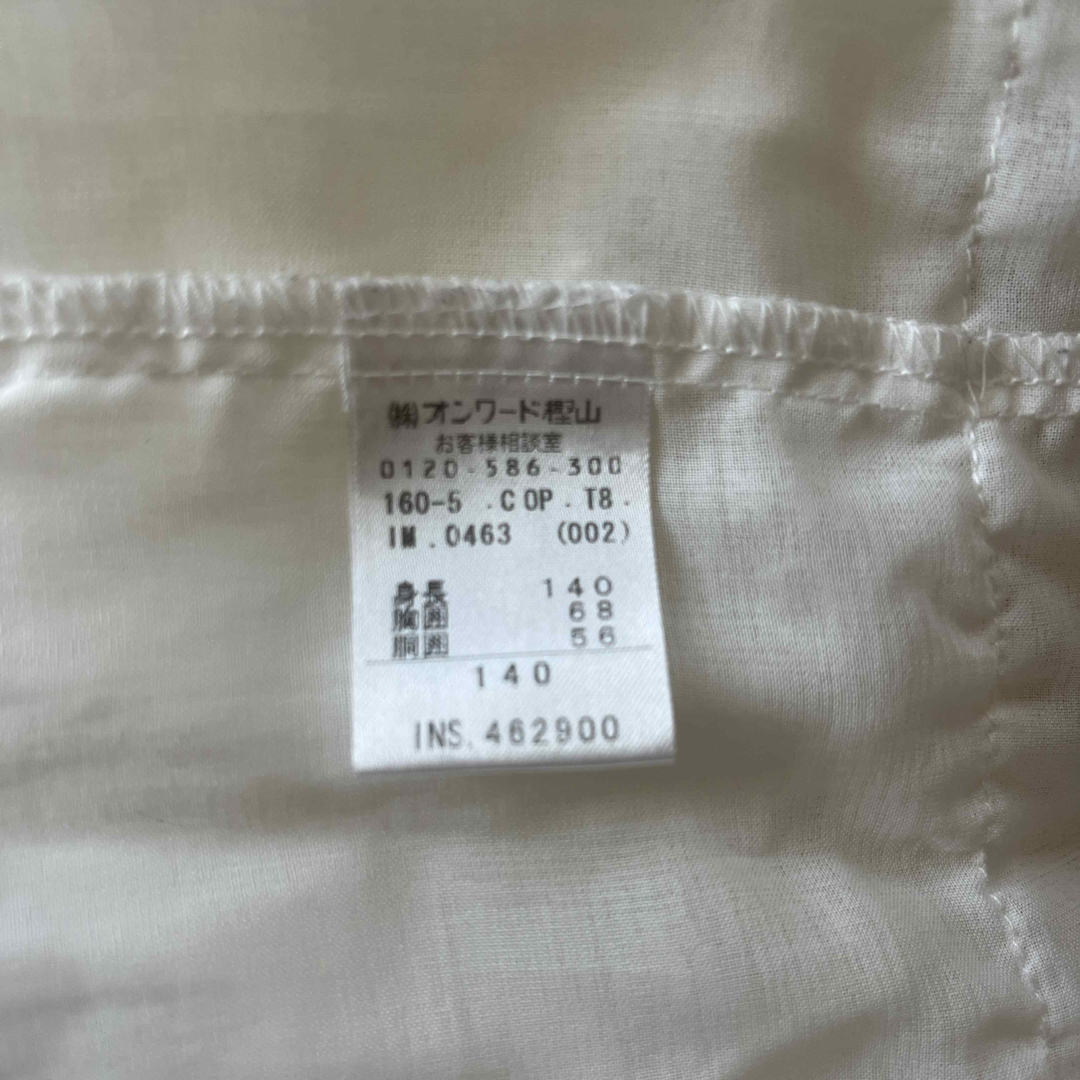 ㈱オンワード樫山
お客様相談室
0120-586-300
160-5 .COP.T8.
IM.0463 (002)
身長 140
胸囲 68
胴囲 56
140
INS.462900